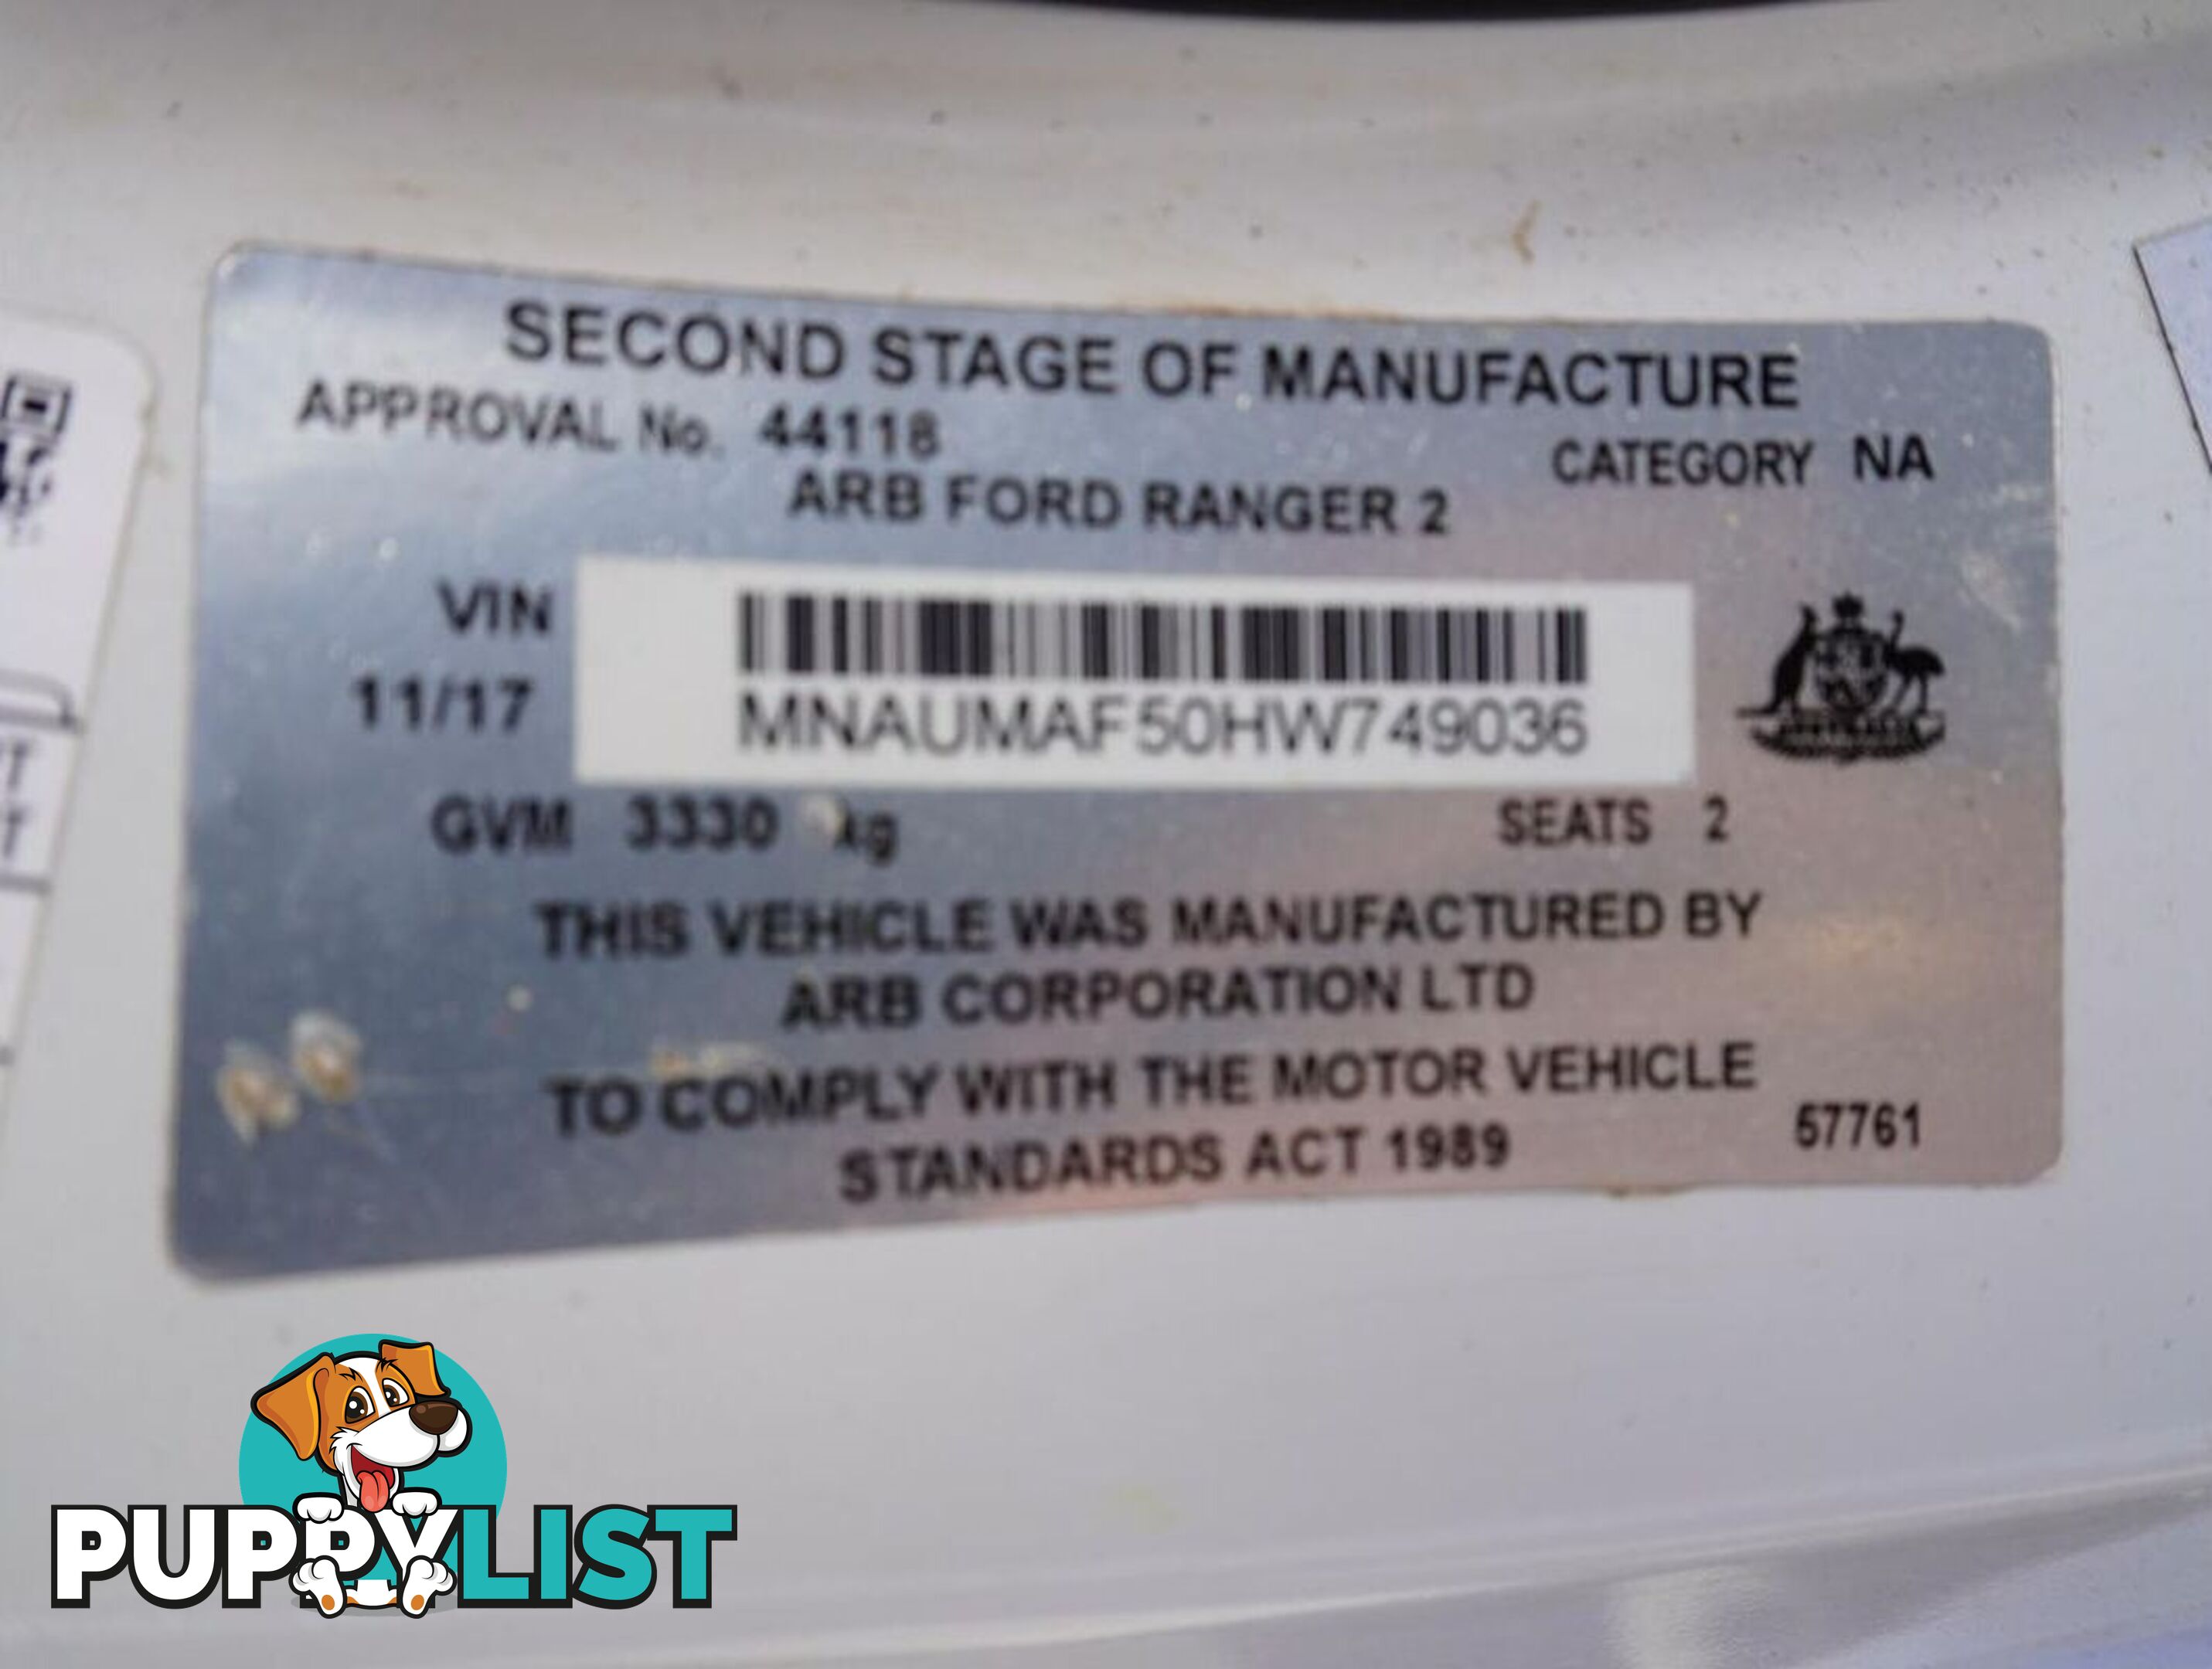 SECOND STAGE OF MANUFACTURE
APPROVAL No. 44118
CATEGORY NA
ARB FORD RANGER 2
VIN
11/17
MNAUMAF50HW749036
GVM 3330 kg
SEATS 2
THIS VEHICLE WAS MANUFACTURED BY
ARB CORPORATION LTD
TO COMPLY WITH THE MOTOR VEHICLE
STANDARDS ACT 1989
57761
PUPPYLIST